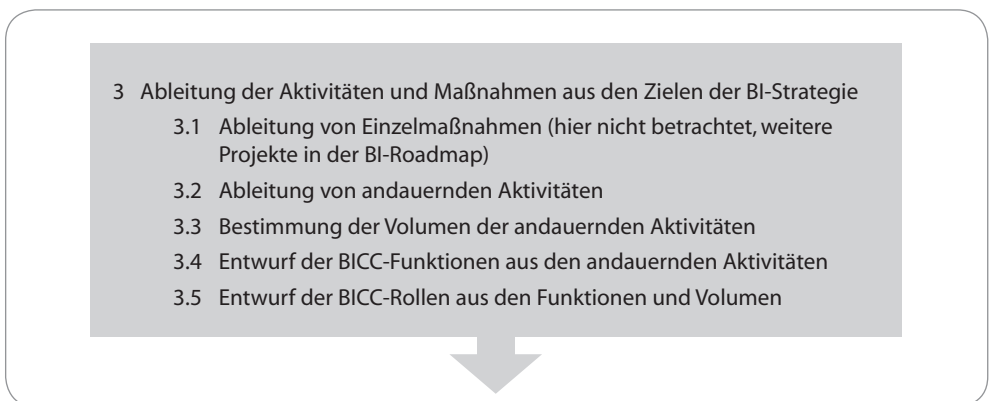 3 Ableitung der Aktivitäten und Maßnahmen aus den Zielen der BI-Strategie
3.1 Ableitung von Einzelmaßnahmen (hier nicht betrachtet, weitere
Projekte in der BI-Roadmap)
3.2 Ableitung von andauernden Aktivitäten
3.3 Bestimmung der Volumen der andauernden Aktivitäten
3.4 Entwurf der BICC-Funktionen aus den andauernden Aktivitäten
3.5 Entwurf der BICC-Rollen aus den Funktionen und Volumen